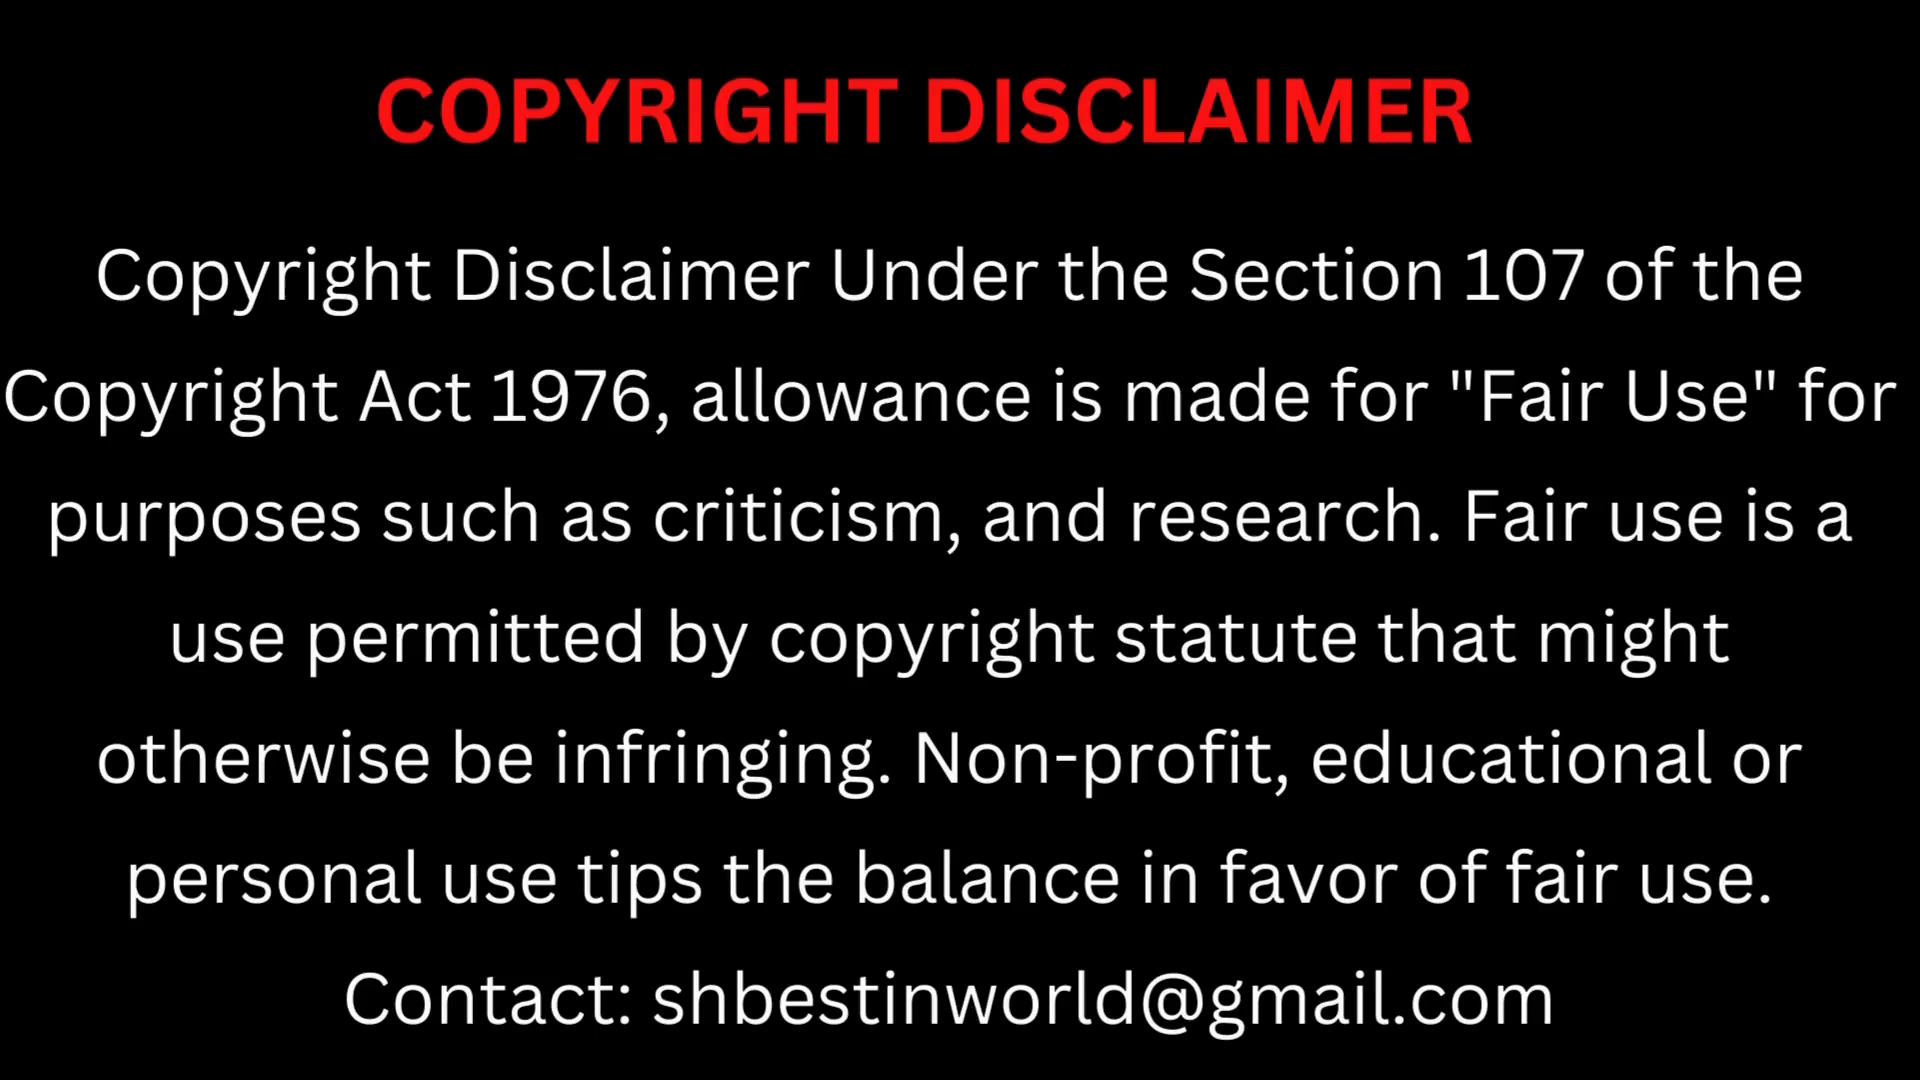 COPYRIGHT DISCLAIMER
Copyright Disclaimer Under the Section 107 of the
Copyright Act 1976, allowance is made for "Fair Use" for
purposes such as criticism, and research. Fair use is a
use permitted by copyright statute that might
otherwise be infringing. Non-profit, educational or
personal use tips the balance in favor of fair use.
Contact: shbestinworld@gmail.com